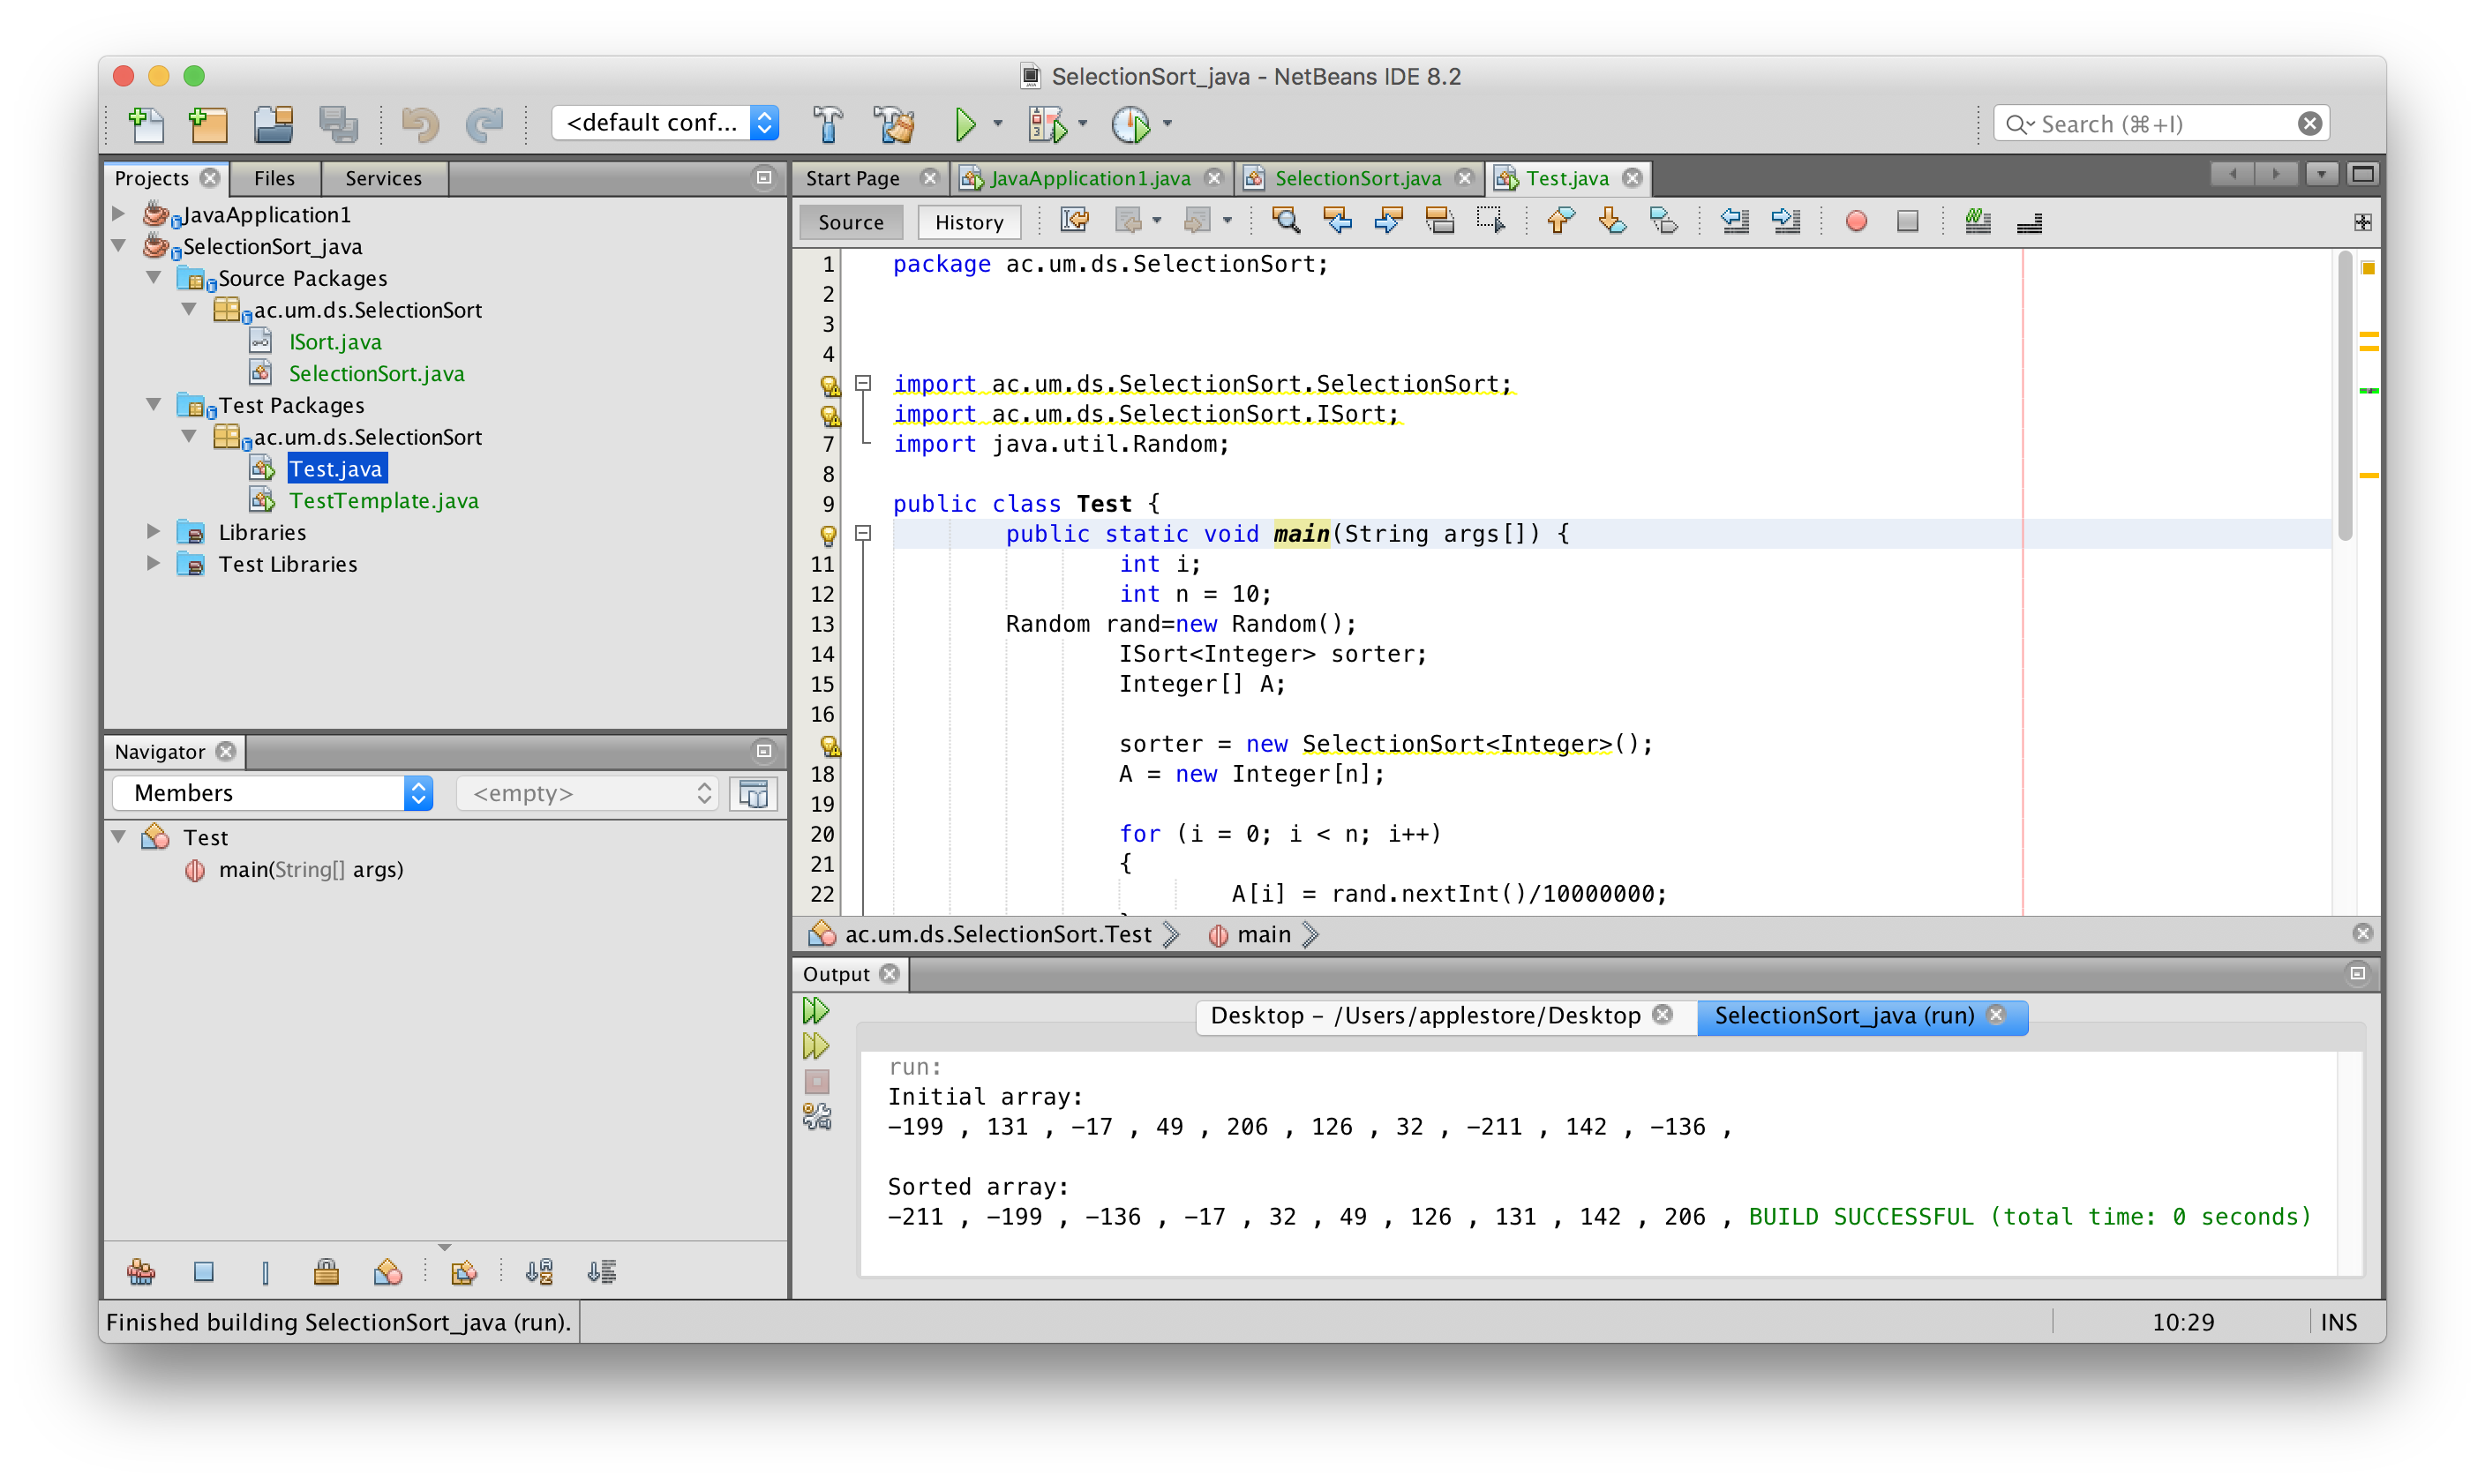 SelectionSort_java - NetBeans IDE 8.2
<default conf...
Search (⌘+I)
Projects Files Services
JavaApplication1
SelectionSort_java
Source Packages
ac.um.ds.SelectionSort
ISort.java
SelectionSort.java
Test Packages
ac.um.ds.SelectionSort
Test.java
TestTemplate.java
Libraries
Test Libraries
Navigator
Members <empty>
Test
main(String[] args)
Start Page JavaApplication1.java SelectionSort.java Test.java
Source History
1 package ac.um.ds.SelectionSort;
2
3
4
import ac.um.ds.SelectionSort.SelectionSort;
import ac.um.ds.SelectionSort.ISort;
7 import java.util.Random;
8
9 public class Test {
public static void main(String args[]) {
11 int i;
12 int n = 10;
13 Random rand=new Random();
14 ISort<Integer> sorter;
15 Integer[] A;
16
sorter = new SelectionSort<Integer>();
18 A = new Integer[n];
19
20 for (i = 0; i < n; i++)
21 {
22 A[i] = rand.nextInt()/10000000;
ac.um.ds.SelectionSort.Test main
Output
Desktop - /Users/applestore/Desktop SelectionSort_java (run)
run:
Initial array:
-199 , 131 , -17 , 49 , 206 , 126 , 32 , -211 , 142 , -136 ,
Sorted array:
-211 , -199 , -136 , -17 , 32 , 49 , 126 , 131 , 142 , 206 , BUILD SUCCESSFUL (total time: 0 seconds)
Finished building SelectionSort_java (run).
10:29 INS